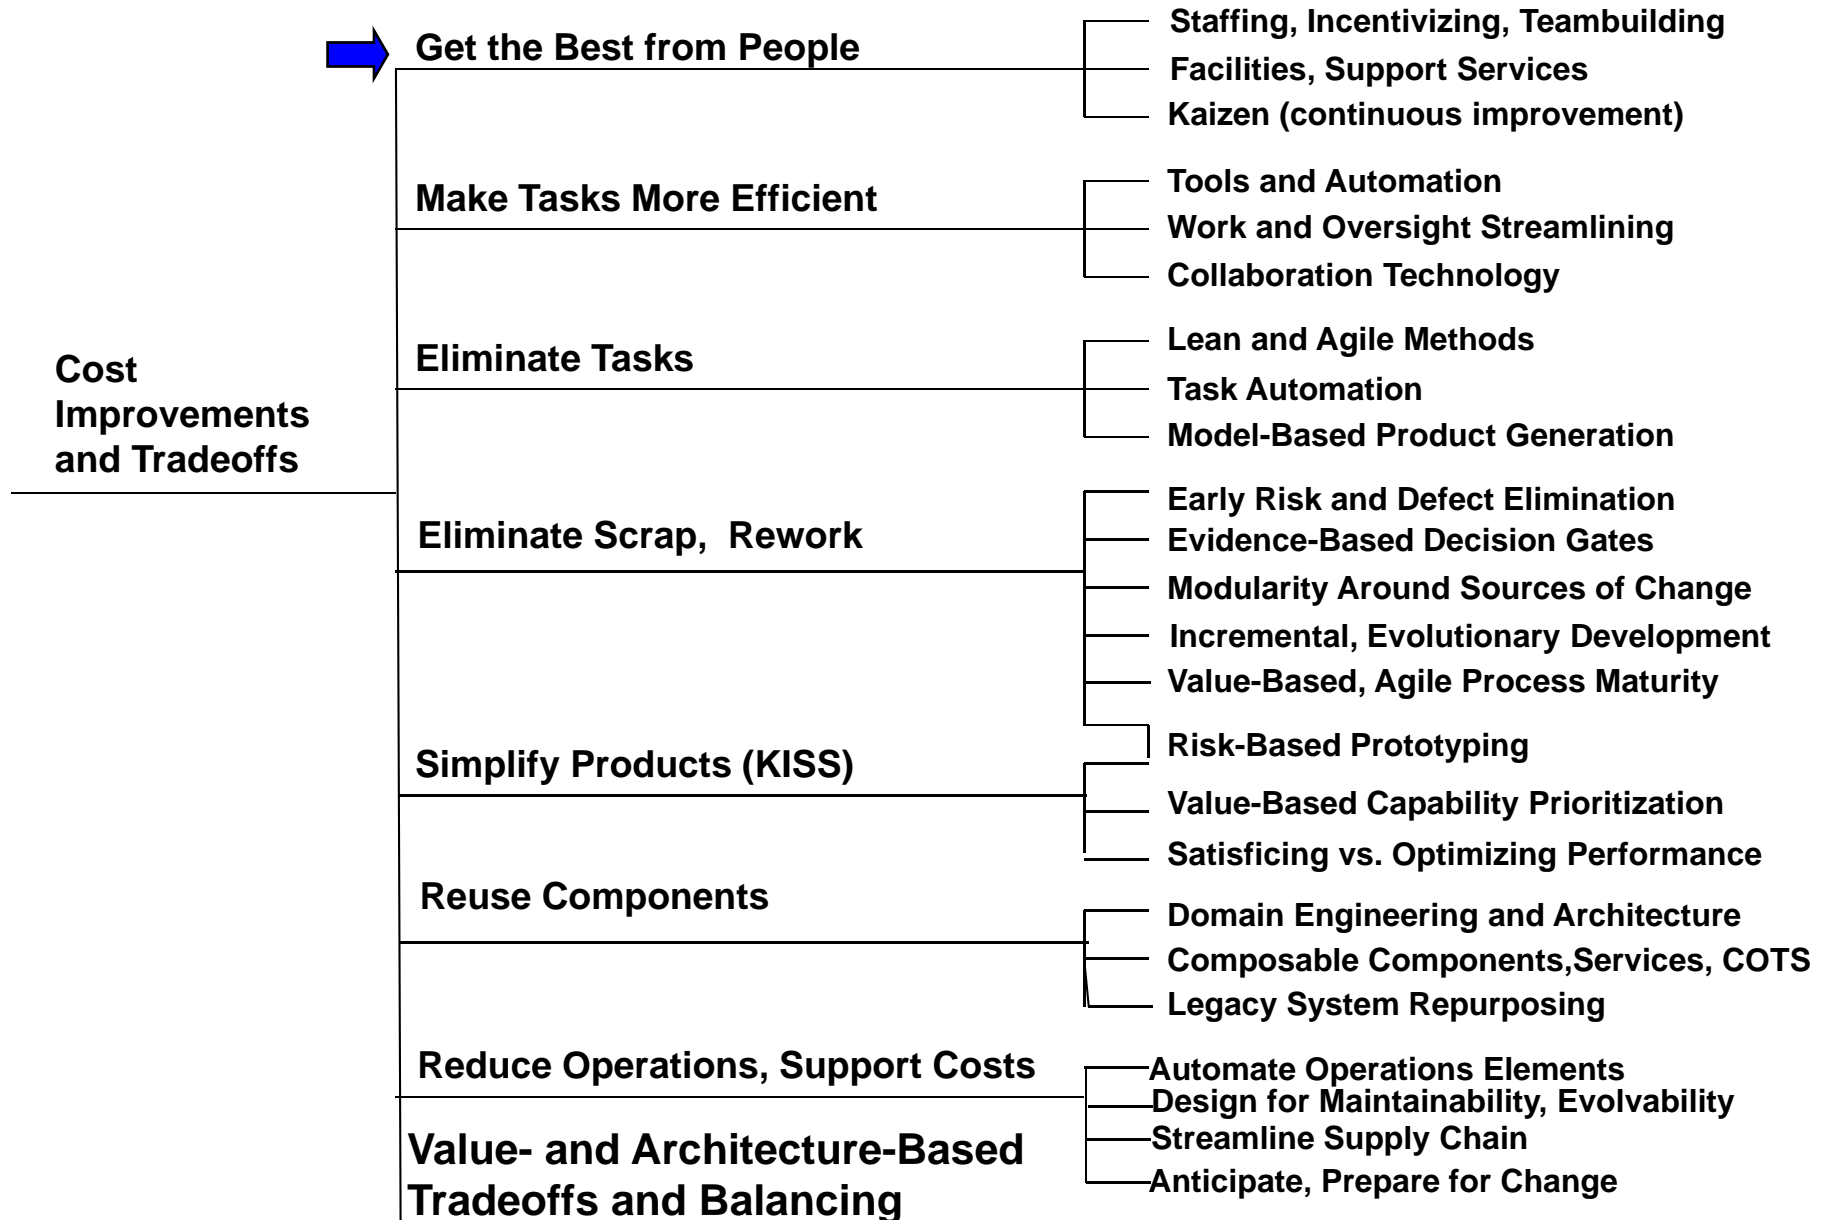 Cost
Improvements
and Tradeoffs
Get the Best from People
Staffing, Incentivizing, Teambuilding
Facilities, Support Services
Kaizen (continuous improvement)
Make Tasks More Efficient
Tools and Automation
Work and Oversight Streamlining
Collaboration Technology
Eliminate Tasks
Lean and Agile Methods
Task Automation
Model-Based Product Generation
Eliminate Scrap, Rework
Early Risk and Defect Elimination
Evidence-Based Decision Gates
Modularity Around Sources of Change
Incremental, Evolutionary Development
Value-Based, Agile Process Maturity
Simplify Products (KISS)
Risk-Based Prototyping
Value-Based Capability Prioritization
Satisficing vs. Optimizing Performance
Reuse Components
Domain Engineering and Architecture
Composable Components,Services, COTS
Legacy System Repurposing
Reduce Operations, Support Costs
Automate Operations Elements
Design for Maintainability, Evolvability
Streamline Supply Chain
Anticipate, Prepare for Change
Value- and Architecture-Based
Tradeoffs and Balancing